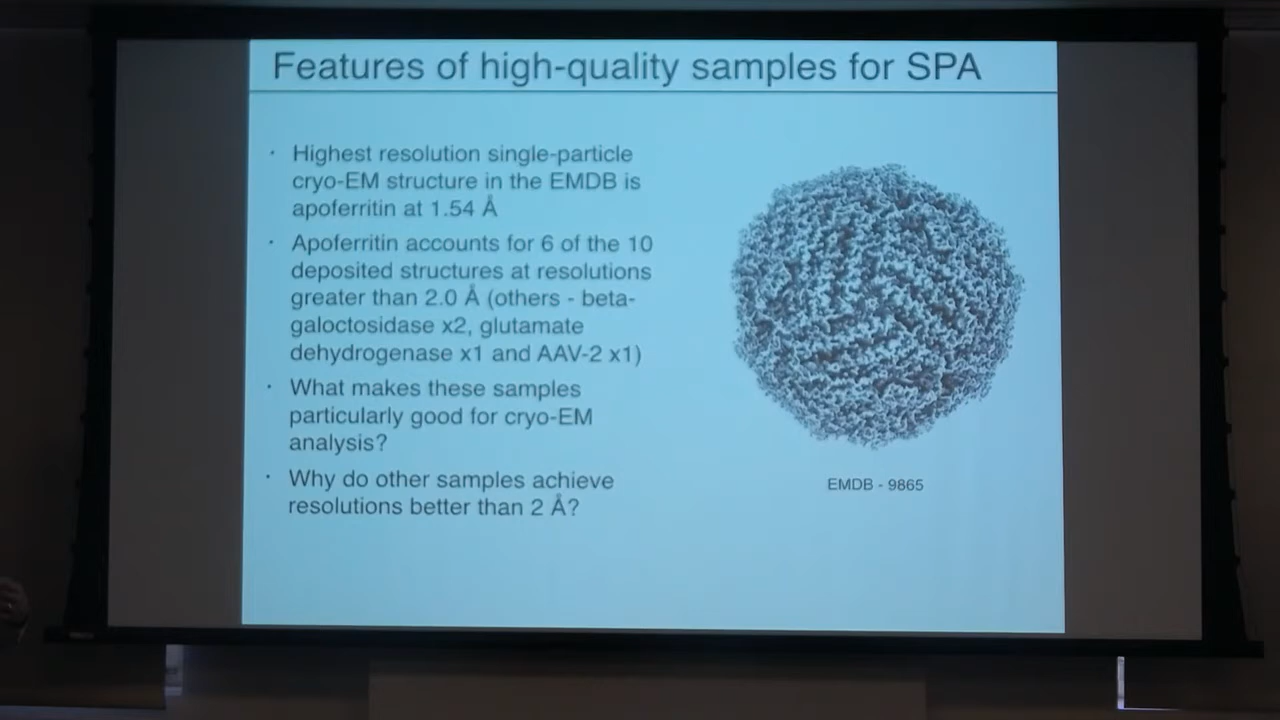 Features of high-quality samples for SPA
· Highest resolution single-particle
cryo-EM structure in the EMDB is
apoferritin at 1.54 Å
· Apoferritin accounts for 6 of the 10
deposited structures at resolutions
greater than 2.0 Å (others - beta-
galoctosidase x2, glutamate
dehydrogenase x1 and AAV-2 x1)
· What makes these samples
particularly good for cryo-EM
analysis?
· Why do other samples achieve
resolutions better than 2 Å?
EMDB - 9865